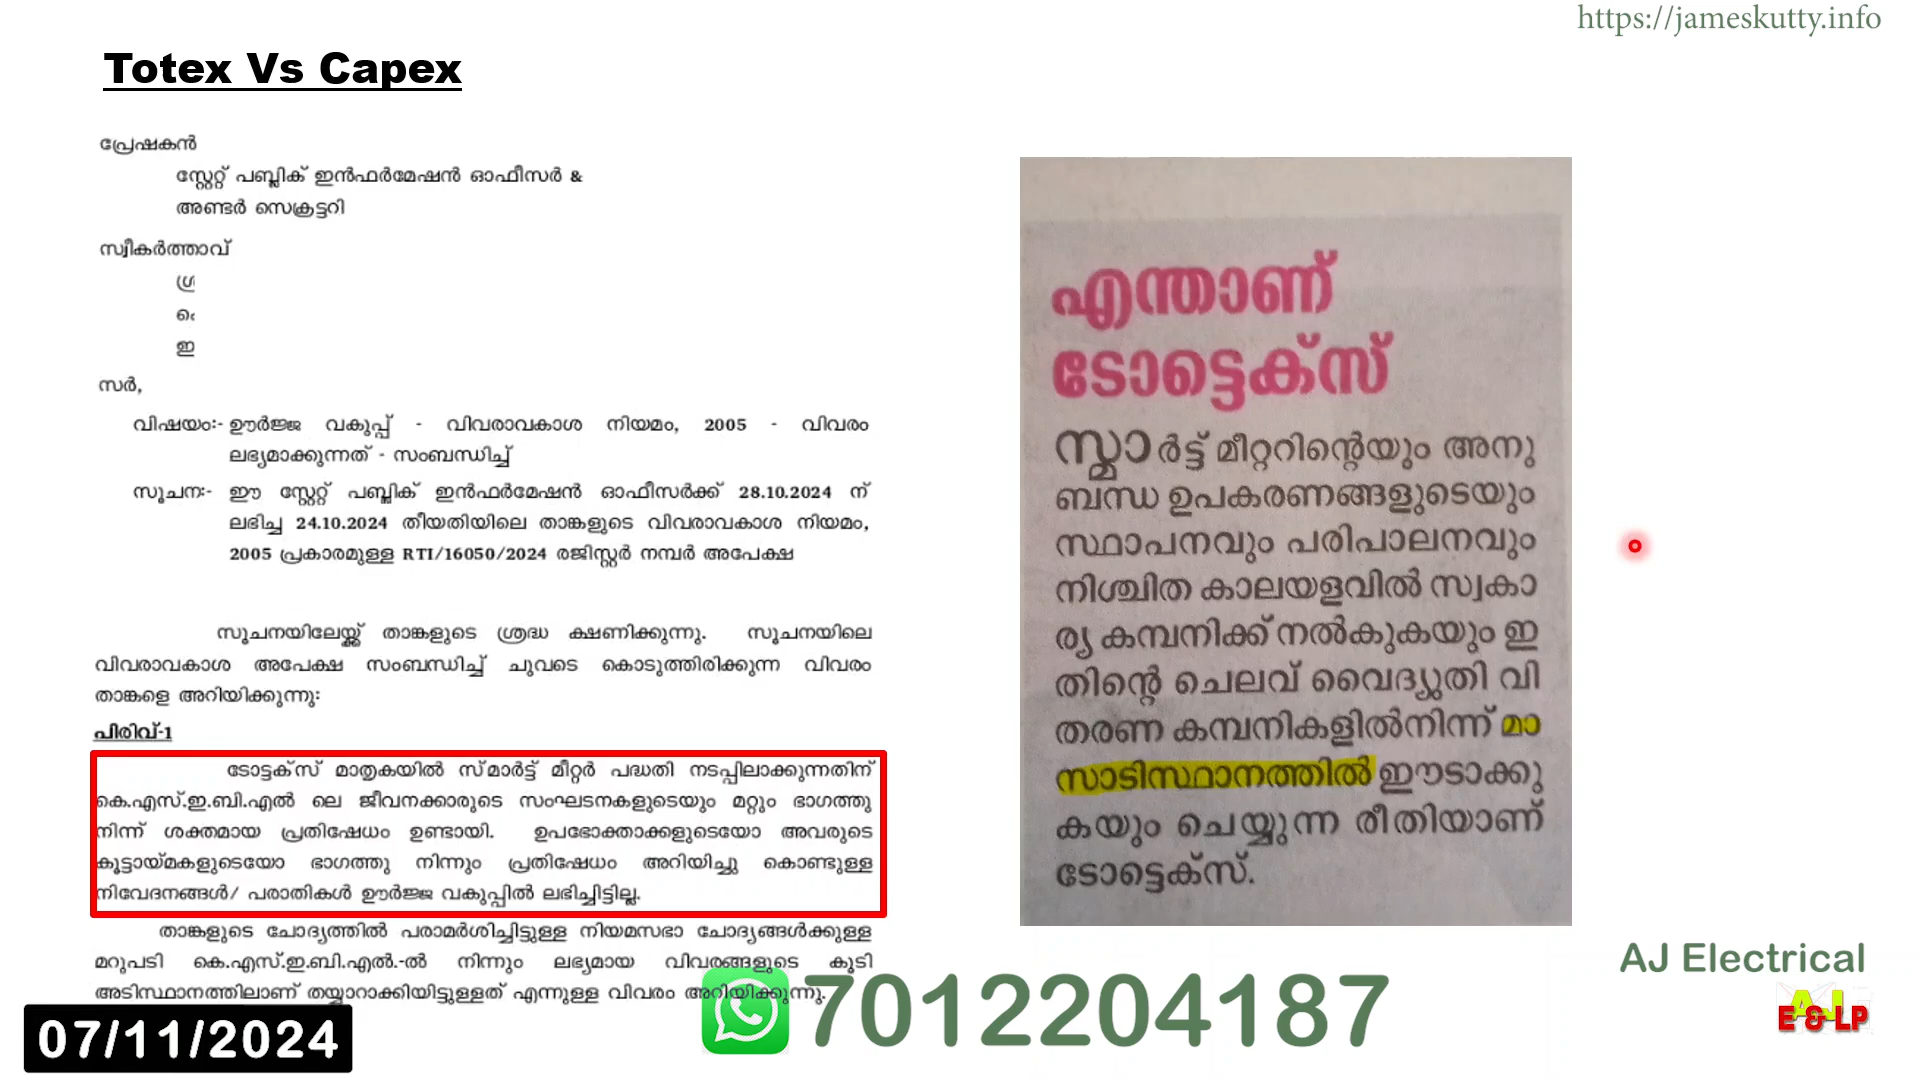 https://jameskutty.info
Totex Vs Capex
പ്രേഷകൻ
സ്റ്റേറ്റ് പബ്ലിക് ഇൻഫർമേഷൻ ഓഫീസർ &
അണ്ടർ സെക്രട്ടറി
സ്വീകർത്താവ്
സർ,
വിഷയം:- ഊർജ്ജ വകുപ്പ് - വിവരാവകാശ നിയമം, 2005 - വിവരം
ലഭ്യമാക്കുന്നത് - സംബന്ധിച്ച്
സൂചന:- ഈ സ്റ്റേറ്റ് പബ്ലിക് ഇൻഫർമേഷൻ ഓഫീസർക്ക് 28.10.2024 ന്
ലഭിച്ച 24.10.2024 തീയതിയിലെ താങ്കളുടെ വിവരാവകാശ നിയമം,
2005 പ്രകാരമുള്ള RTI/16050/2024 രജിസ്റ്റർ നമ്പർ അപേക്ഷ
സൂചനയിലേയ്ക്ക് താങ്കളുടെ ശ്രദ്ധ ക്ഷണിക്കുന്നു. സൂചനയിലെ
വിവരാവകാശ അപേക്ഷ സംബന്ധിച്ച് ചുവടെ കൊടുത്തിരിക്കുന്ന വിവരം
താങ്കളെ അറിയിക്കുന്നു:
പിരിവ്-1
ടോട്ടക്സ് മാതൃകയിൽ സ്മാർട്ട് മീറ്റർ പദ്ധതി നടപ്പിലാക്കുന്നതിന്
കെ.എസ്.ഇ.ബി.എൽ ലെ ജീവനക്കാരുടെ സംഘടനകളുടെയും മറ്റും ഭാഗത്തു
നിന്ന് ശക്തമായ പ്രതിഷേധം ഉണ്ടായി. ഉപഭോക്താക്കളുടെയോ അവരുടെ
കൂട്ടായ്മകളുടെയോ ഭാഗത്തു നിന്നും പ്രതിഷേധം അറിയിച്ചു കൊണ്ടുള്ള
നിവേദനങ്ങൾ/ പരാതികൾ ഊർജ്ജ വകുപ്പിൽ ലഭിച്ചിട്ടില്ല.
താങ്കളുടെ ചോദ്യത്തിൽ പരാമർശിച്ചിട്ടുള്ള നിയമസഭാ ചോദ്യങ്ങൾക്കുള്ള
മറുപടി കെ.എസ്.ഇ.ബി.എൽ.-ൽ നിന്നും ലഭ്യമായ വിവരങ്ങളുടെ കൂടി
അടിസ്ഥാനത്തിലാണ് തയ്യാറാക്കിയിട്ടുള്ളത് എന്നുള്ള വിവരം അറിയിക്കുന്നു.
07/11/2024
എന്താണ്
ടോട്ടെക്സ്
സ്മാർട്ട് മീറ്ററിന്റെയും അനു
ബന്ധ ഉപകരണങ്ങളുടെയും
സ്ഥാപനവും പരിപാലനവും
നിശ്ചിത കാലയളവിൽ സ്വകാ
ര്യ കമ്പനിക്ക് നൽകുകയും ഇ
തിന്റെ ചെലവ് വൈദ്യുതി വി
തരണ കമ്പനികളിൽനിന്ന് മാ
സാടിസ്ഥാനത്തിൽ ഈടാക്കു
കയും ചെയ്യുന്ന രീതിയാണ്
ടോട്ടെക്സ്.
7012204187
AJ Electrical
AJ
E & LP